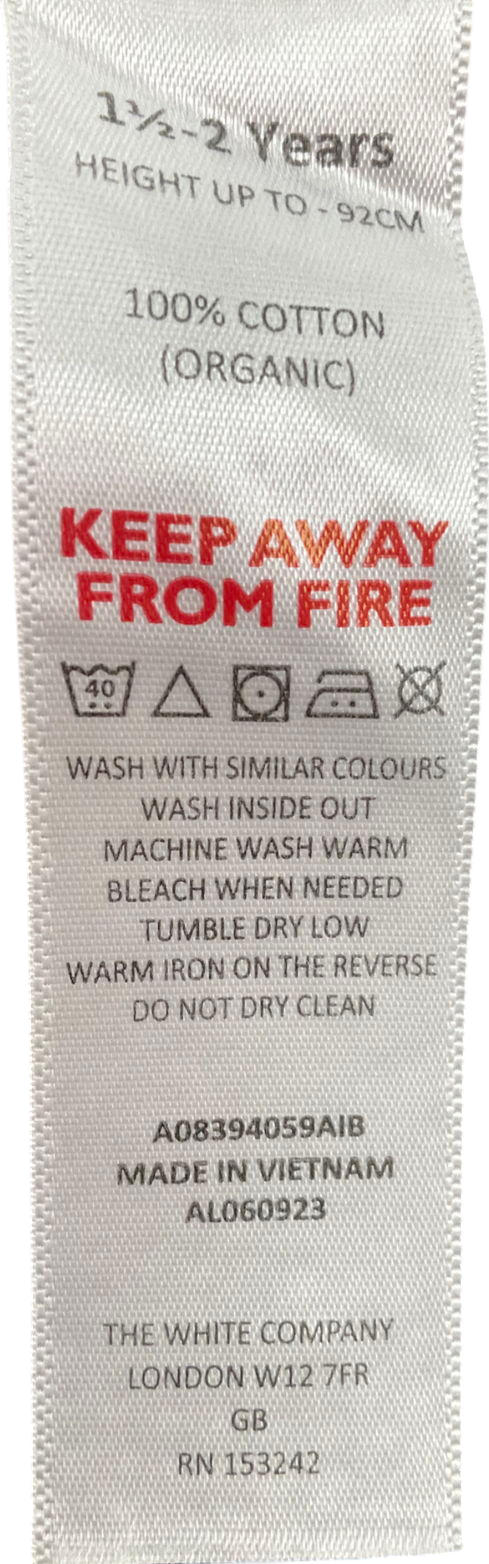 1½-2 Years
HEIGHT UP TO - 92CM
100% COTTON
(ORGANIC)
KEEP AWAY
FROM FIRE
40
WASH WITH SIMILAR COLOURS
WASH INSIDE OUT
MACHINE WASH WARM
BLEACH WHEN NEEDED
TUMBLE DRY LOW
WARM IRON ON THE REVERSE
DO NOT DRY CLEAN
A08394059AIB
MADE IN VIETNAM
AL060923
THE WHITE COMPANY
LONDON W12 7FR
GB
RN 153242